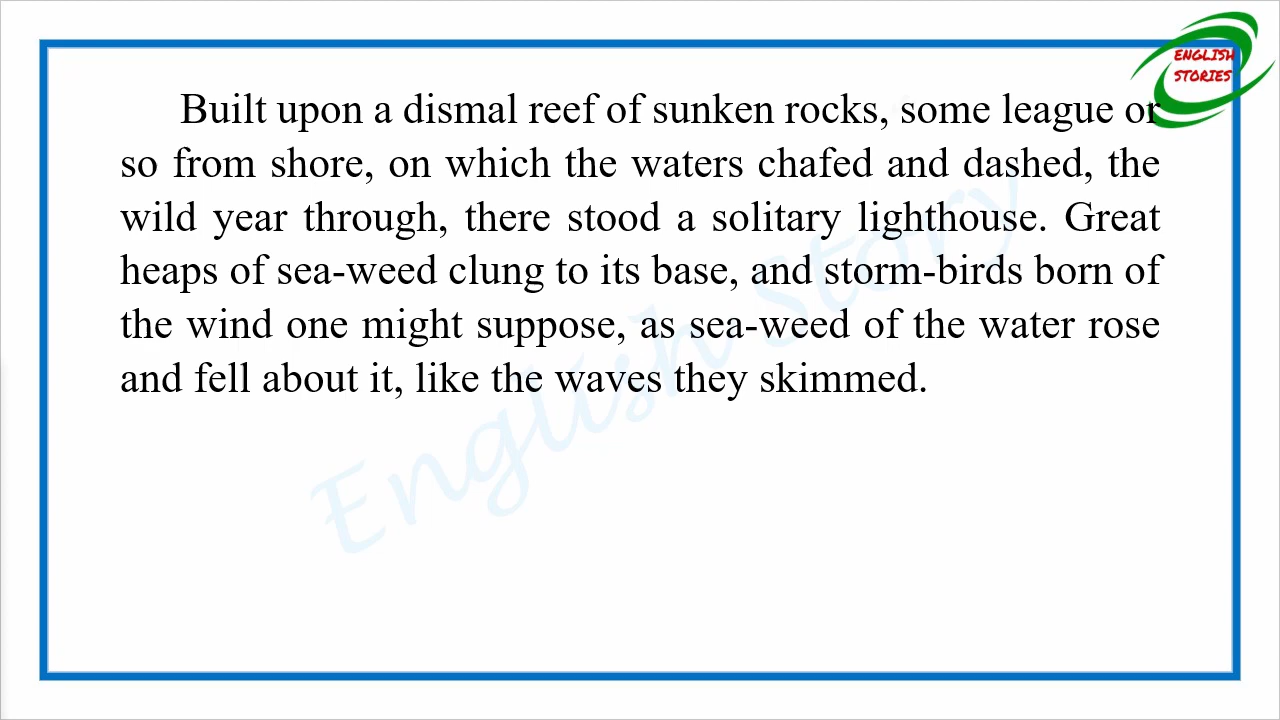 ENGLISH
STORIES
Built upon a dismal reef of sunken rocks, some league or
so from shore, on which the waters chafed and dashed, the
wild year through, there stood a solitary lighthouse. Great
heaps of sea-weed clung to its base, and storm-birds born of
the wind one might suppose, as sea-weed of the water rose
and fell about it, like the waves they skimmed.
English Story